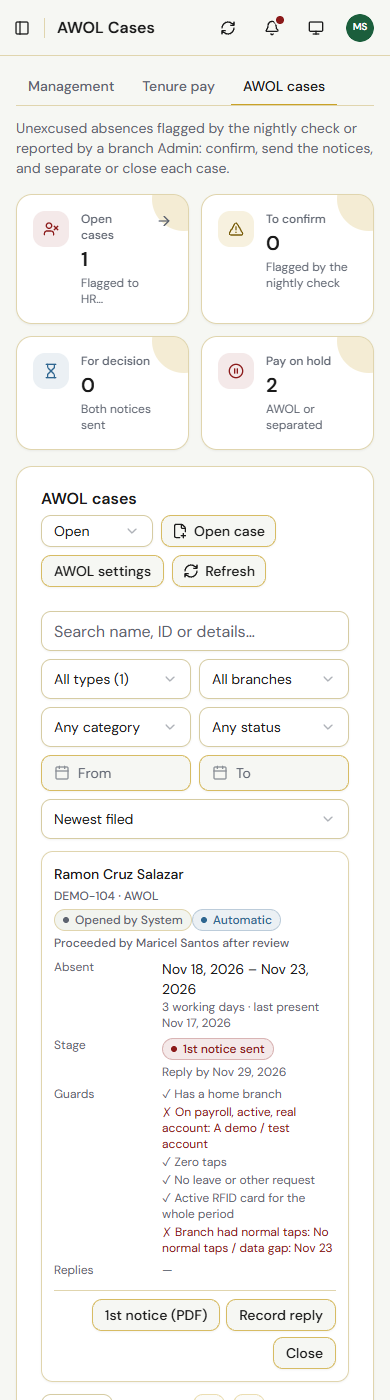 AWOL Cases
MS
Management
Tenure pay
AWOL cases
Unexcused absences flagged by the nightly check or
reported by a branch Admin: confirm, send the notices,
and separate or close each case.
Open
cases
1
Flagged to
HR...
To confirm
0
Flagged by the
nightly check
For decision
0
Both notices
sent
Pay on hold
2
AWOL or
separated
AWOL cases
Open
Open case
AWOL settings
Refresh
Search name, ID or details...
All types (1)
All branches
Any category
Any status
From
To
Newest filed
Ramon Cruz Salazar
DEMO-104 · AWOL
Opened by System
Automatic
Proceeded by Maricel Santos after review
Absent
Nov 18, 2026 – Nov 23,
2026
3 working days · last present
Nov 17, 2026
Stage
1st notice sent
Reply by Nov 29, 2026
Guards
✓ Has a home branch
✗ On payroll, active, real
account: A demo / test
account
✓ Zero taps
✓ No leave or other request
✓ Active RFID card for the
whole period
✗ Branch had normal taps: No
normal taps / data gap: Nov 23
Replies
—
1st notice (PDF)
Record reply
Close